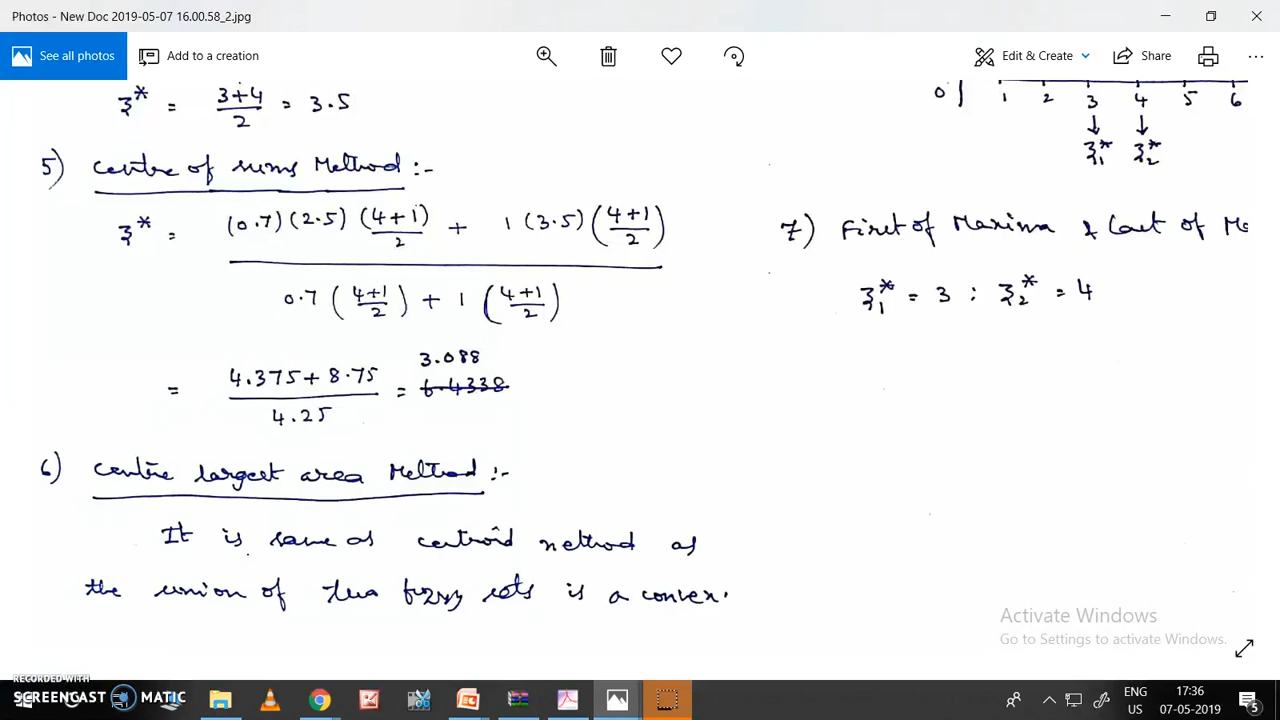 Photos - New Doc 2019-05-07 16.00.58_2.jpg
See all photos
Add to a creation
Edit & Create
Share
z* = (3+4)/2 = 3.5
5) Centre of sums Method :-
z* = ((0.7)(2.5)((4+1)/2) + 1(3.5)((4+1)/2)) / (0.7((4+1)/2) + 1((4+1)/2))
= (4.375 + 8.75)/4.25 = 3.088
6) Centre largest area Method :-
It is same as centroid method as
the union of two fuzzy sets is a convex.
0 1 2 3 4 5 6
↓ ↓
z1* z2*
7) First of Maxima & Last of Ma
z1* = 3 : z2* = 4
Activate Windows
Go to Settings to activate Windows.
RECORDED WITH
SCREENCAST MATIC
ENG
US
17:36
07-05-2019
5